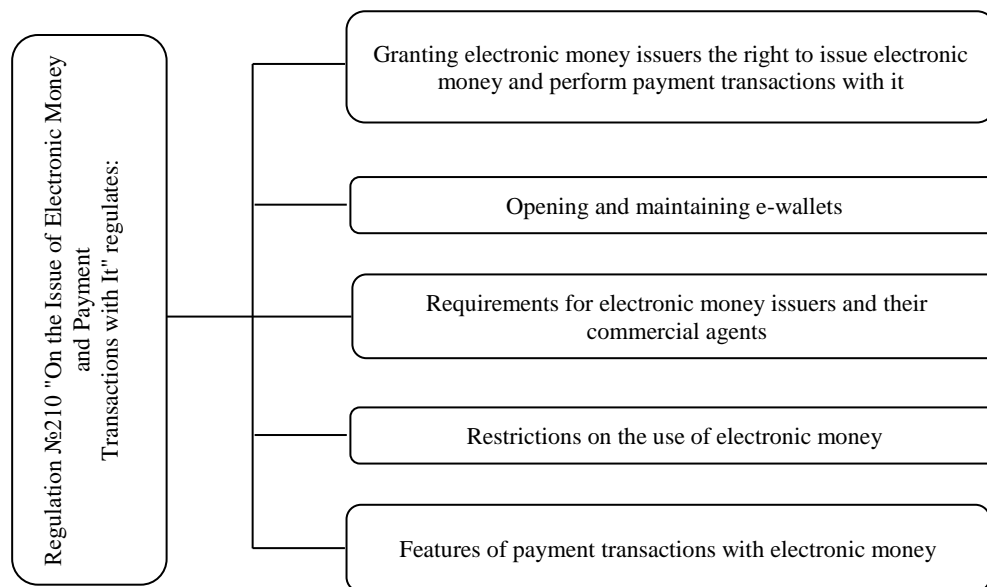 Regulation №210 "On the Issue of Electronic Money
and Payment
Transactions with It" regulates:
Granting electronic money issuers the right to issue electronic
money and perform payment transactions with it
Opening and maintaining e-wallets
Requirements for electronic money issuers and their
commercial agents
Restrictions on the use of electronic money
Features of payment transactions with electronic money